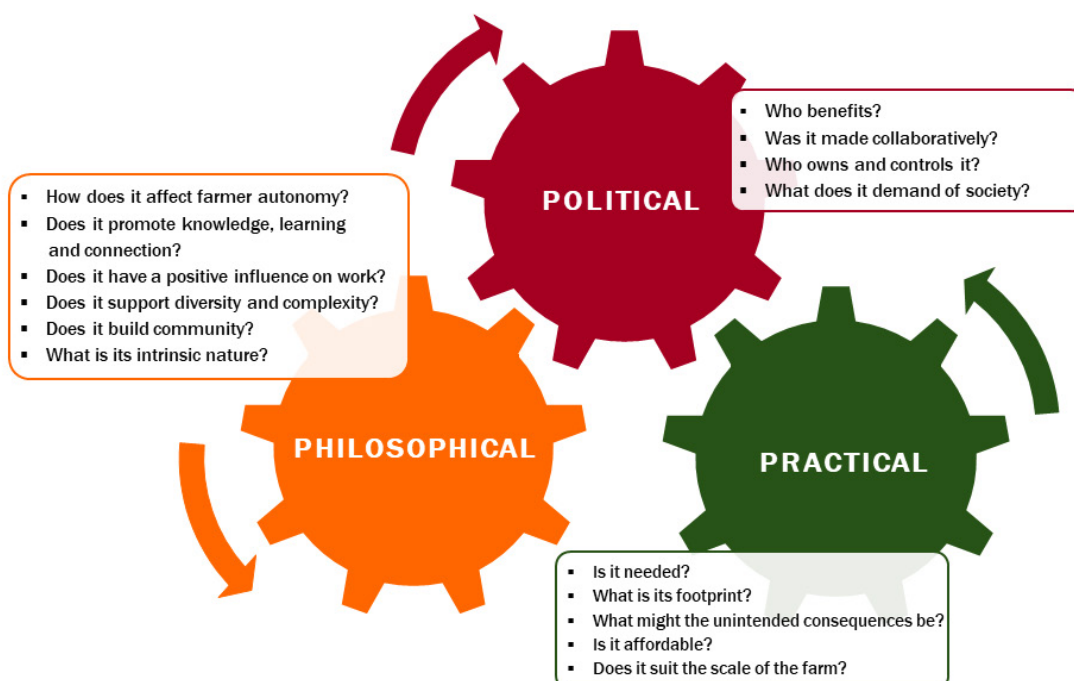 POLITICAL
▪ Who benefits?
▪ Was it made collaboratively?
▪ Who owns and controls it?
▪ What does it demand of society?
▪ How does it affect farmer autonomy?
▪ Does it promote knowledge, learning
and connection?
▪ Does it have a positive influence on work?
▪ Does it support diversity and complexity?
▪ Does it build community?
▪ What is its intrinsic nature?
PHILOSOPHICAL
PRACTICAL
▪ Is it needed?
▪ What is its footprint?
▪ What might the unintended consequences be?
▪ Is it affordable?
▪ Does it suit the scale of the farm?